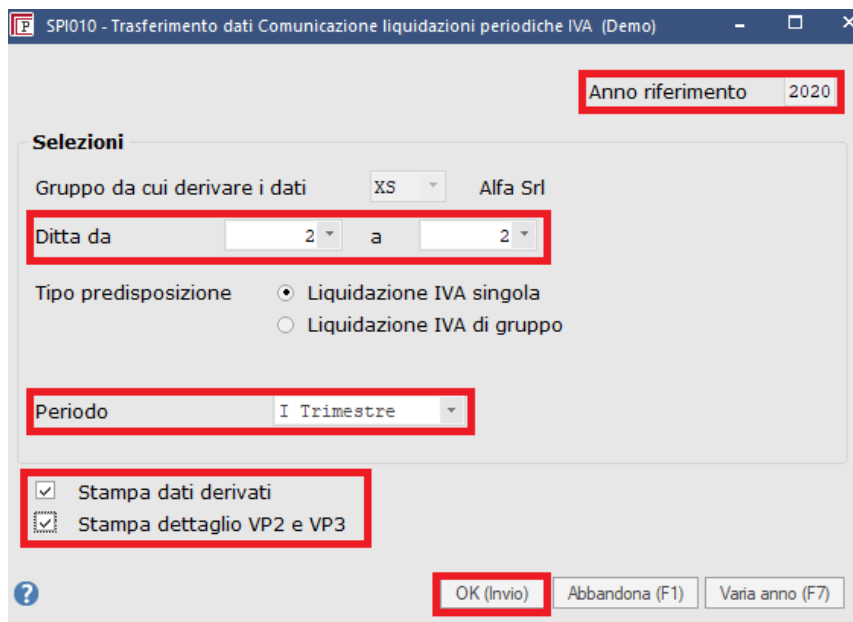 SPI010 - Trasferimento dati Comunicazione liquidazioni periodiche IVA (Demo)
Anno riferimento 2020
Selezioni
Gruppo da cui derivare i dati XS Alfa Srl
Ditta da 2 a 2
Tipo predisposizione Liquidazione IVA singola
Liquidazione IVA di gruppo
Periodo I Trimestre
Stampa dati derivati
Stampa dettaglio VP2 e VP3
OK (Invio) Abbandona (F1) Varia anno (F7)